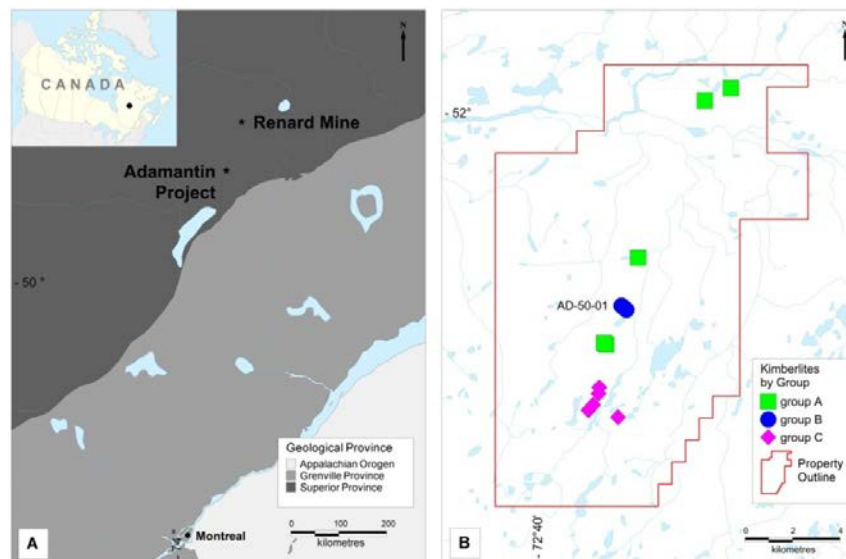 N
CANADA
Renard Mine
Adamantin
Project
- 50 °
Geological Province
Appalachian Orogen
Grenville Province
Superior Province
0 100 200
kilometres
Montreal
A
N
- 52°
AD-50-01
Kimberlites
by Group
group A
group B
group C
Property
Outline
- 72°40'
0 2 4
kilometres
B